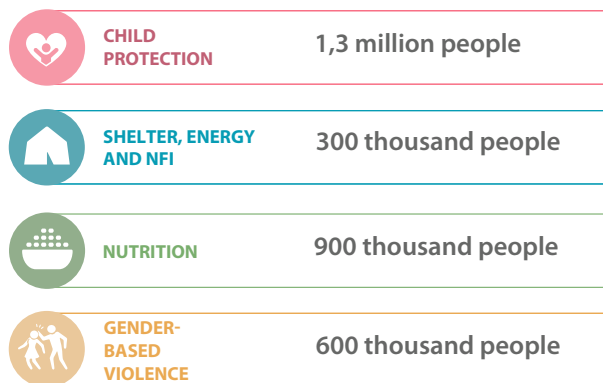 CHILD
PROTECTION
1,3 million people
SHELTER, ENERGY
AND NFI
300 thousand people
NUTRITION
900 thousand people
GENDER-
BASED
VIOLENCE
600 thousand people